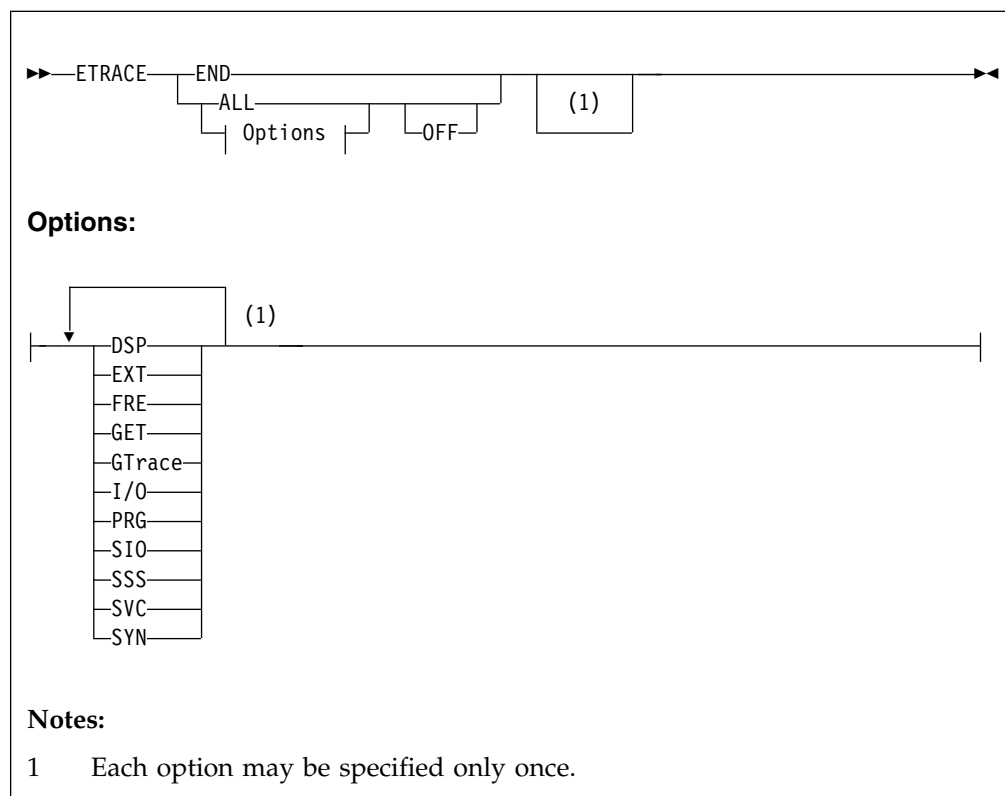 ETRACE END
ALL (1)
Options OFF
Options:
(1)
DSP
EXT
FRE
GET
GTrace
I/O
PRG
SIO
SSS
SVC
SYN
Notes:
1 Each option may be specified only once.